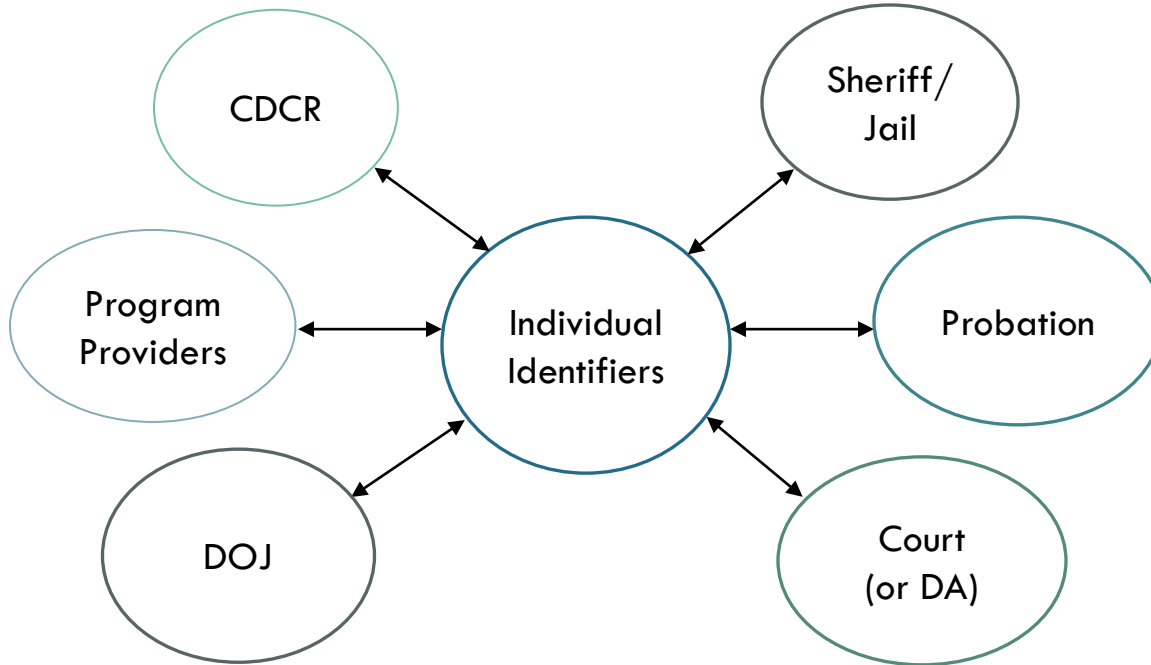 CDCR
Sheriff/
Jail
Program
Providers
Individual
Identifiers
Probation
DOJ
Court
(or DA)